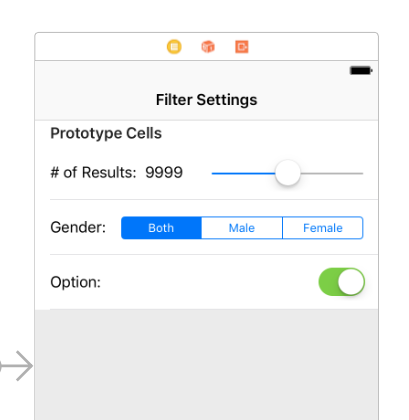 Filter Settings
Prototype Cells
# of Results: 9999
Gender: Both Male Female
Option: